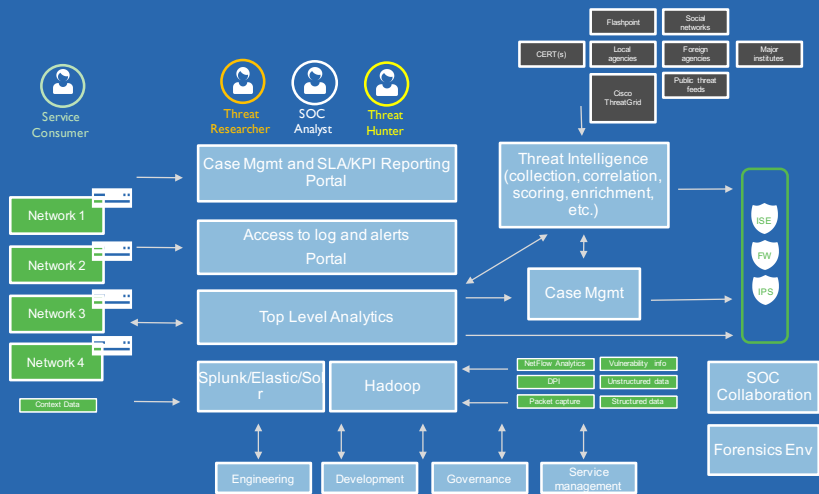 Flashpoint
Social
networks
CERT(s)
Local
agencies
Foreign
agencies
Major
institutes
Cisco
ThreatGrid
Public threat
feeds
Service
Consumer
Threat
Researcher
SOC
Analyst
Threat
Hunter
Case Mgmt and SLA/KPI Reporting
Portal
Threat Intelligence
(collection, correlation,
scoring, enrichment,
etc.)
Network 1
Network 2
Network 3
Network 4
Context Data
Access to log and alerts
Portal
Top Level Analytics
Case Mgmt
ISE
FW
IPS
Splunk/Elastic/Sol
r
Hadoop
NetFlow Analytics
Vulnerability info
DPI
Unstructured data
Packet capture
Structured data
SOC
Collaboration
Forensics Env
Engineering
Development
Governance
Service
management